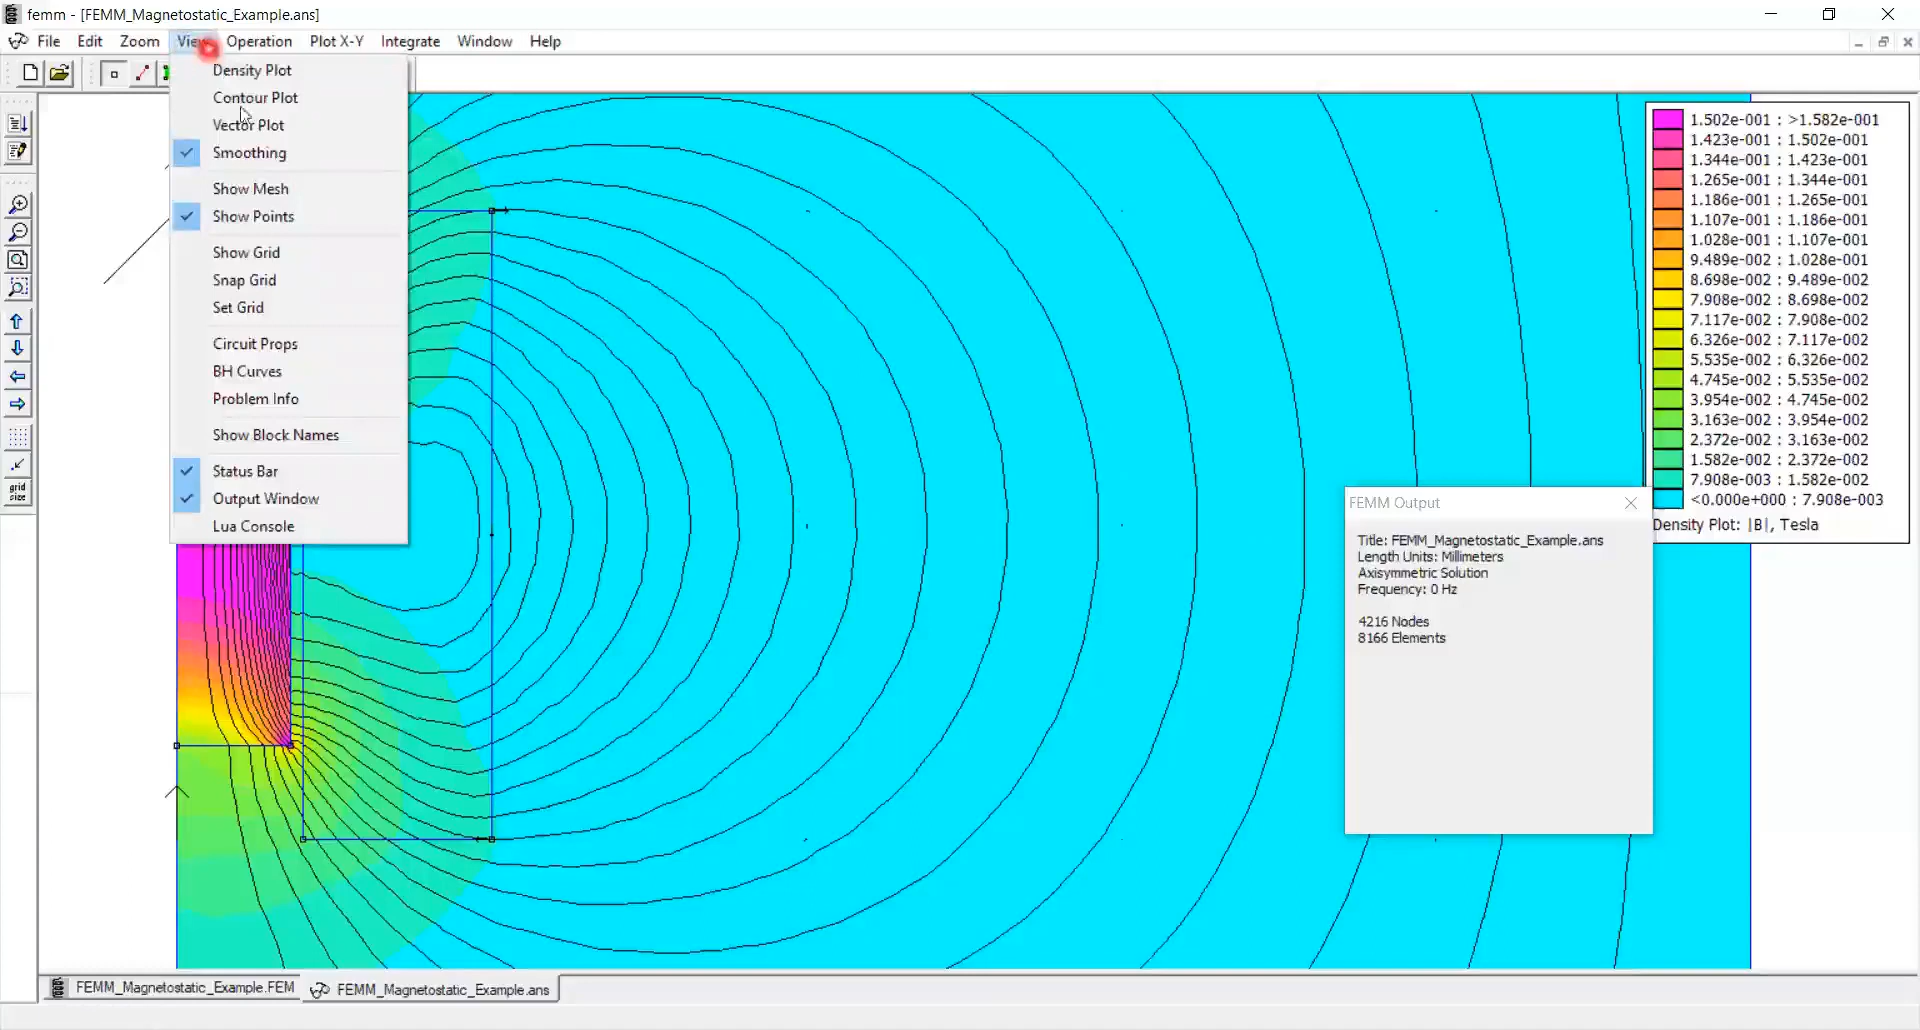 femm - [FEMM_Magnetostatic_Example.ans]
File Edit Zoom View Operation Plot X-Y Integrate Window Help
Density Plot
Contour Plot
Vector Plot
Smoothing
Show Mesh
Show Points
Show Grid
Snap Grid
Set Grid
Circuit Props
BH Curves
Problem Info
Show Block Names
Status Bar
Output Window
Lua Console
grid
size
1.502e-001 : >1.582e-001
1.423e-001 : 1.502e-001
1.344e-001 : 1.423e-001
1.265e-001 : 1.344e-001
1.186e-001 : 1.265e-001
1.107e-001 : 1.186e-001
1.028e-001 : 1.107e-001
9.489e-002 : 1.028e-001
8.698e-002 : 9.489e-002
7.908e-002 : 8.698e-002
7.117e-002 : 7.908e-002
6.326e-002 : 7.117e-002
5.535e-002 : 6.326e-002
4.745e-002 : 5.535e-002
3.954e-002 : 4.745e-002
3.163e-002 : 3.954e-002
2.372e-002 : 3.163e-002
1.582e-002 : 2.372e-002
7.908e-003 : 1.582e-002
<0.000e+000 : 7.908e-003
Density Plot: |B|, Tesla
FEMM Output
Title: FEMM_Magnetostatic_Example.ans
Length Units: Millimeters
Axisymmetric Solution
Frequency: 0 Hz
4216 Nodes
8166 Elements
FEMM_Magnetostatic_Example.FEM
FEMM_Magnetostatic_Example.ans